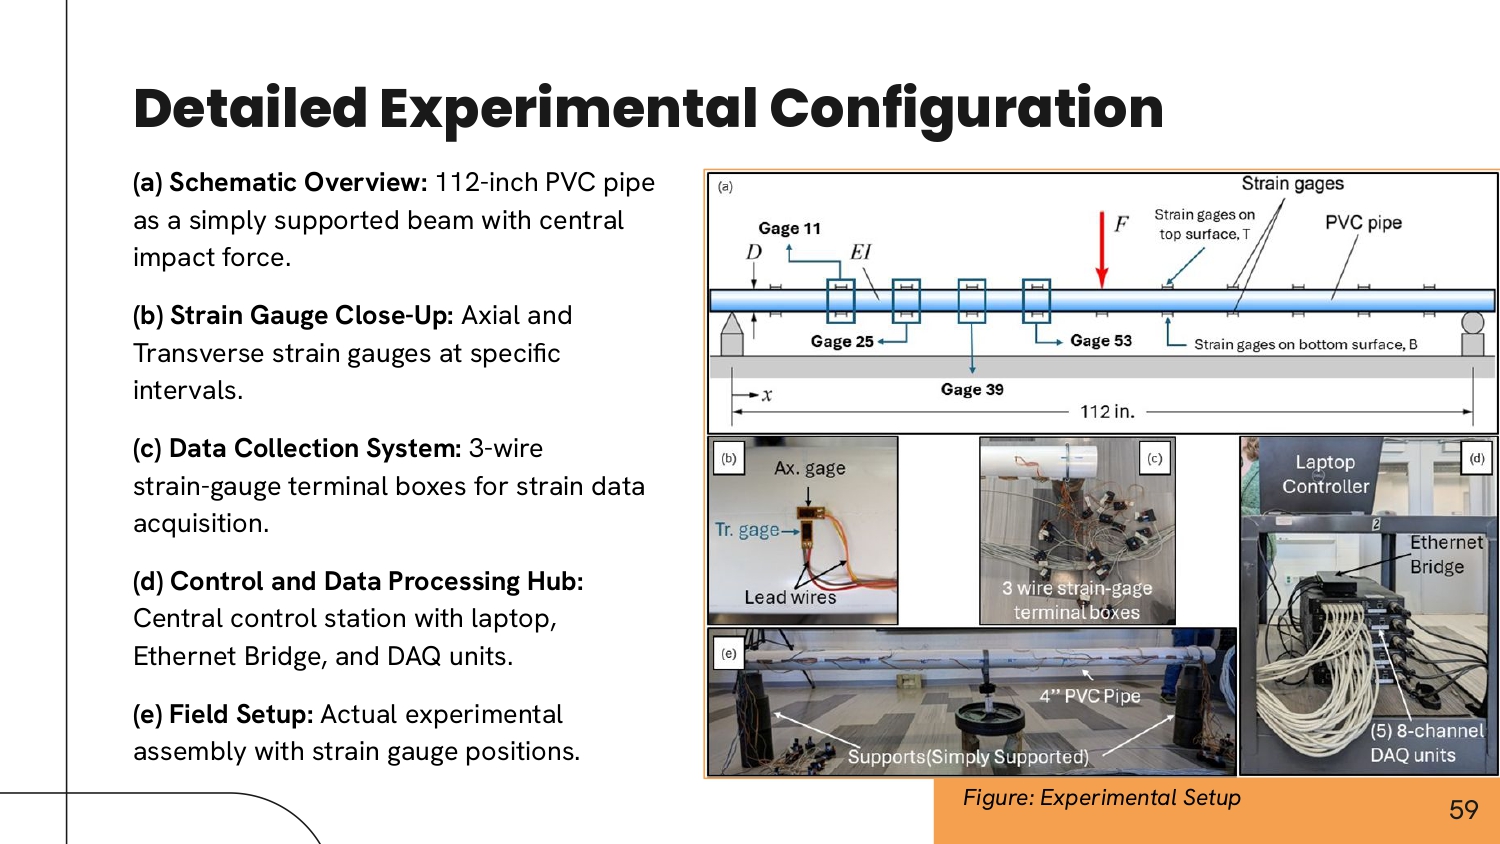 Detailed Experimental Configuration
(a) Schematic Overview: 112-inch PVC pipe
as a simply supported beam with central
impact force.
(b) Strain Gauge Close-Up: Axial and
Transverse strain gauges at specific
intervals.
(c) Data Collection System: 3-wire
strain-gauge terminal boxes for strain data
acquisition.
(d) Control and Data Processing Hub:
Central control station with laptop,
Ethernet Bridge, and DAQ units.
(e) Field Setup: Actual experimental
assembly with strain gauge positions.
(a)
Strain gages
Strain gages on
top surface, T
PVC pipe
F
Gage 11
D
EI
Gage 25
Gage 53
Strain gages on bottom surface, B
Gage 39
x
112 in.
(b)
Ax. gage
Tr. gage
Lead wires
(c)
3 wire strain-gage
terminal boxes
(d)
Laptop
Controller
2
Ethernet
Bridge
(5) 8-channel
DAQ units
(e)
4’’ PVC Pipe
Supports(Simply Supported)
Figure: Experimental Setup
59